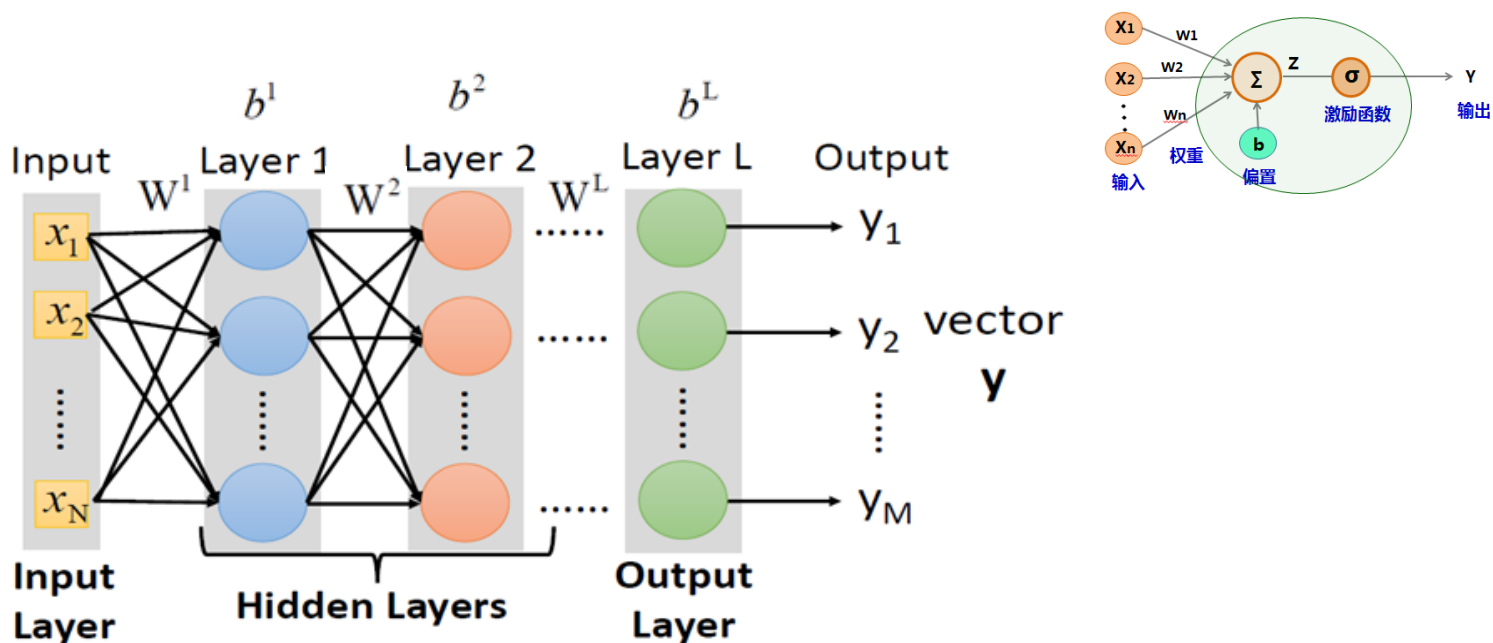 b¹ b² bᴸ
Input Layer 1 Layer 2 Layer L Output
W¹ W² Wᴸ
x₁ ...... y₁
x₂ ...... y₂ vector
y
...... ...... ...... ...... ......
x_N ...... y_M
Input Layer
Hidden Layers
Output Layer
X₁ W1
X₂ W2 Σ Z σ Y
Wn 激励函数 输出
Xn 权重 b
输入 偏置